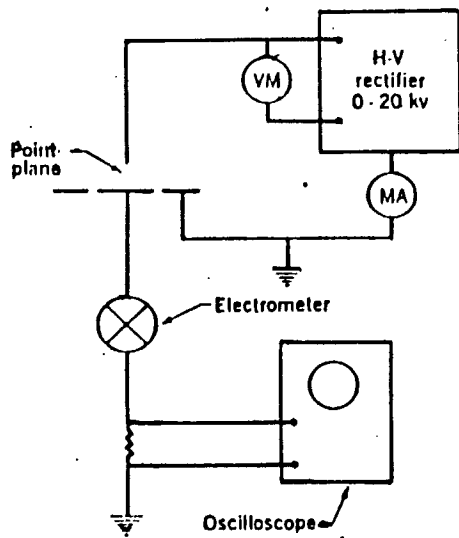 H-V
rectifier
0-20 kv
VM
Point-
plane
MA
Electrometer
Oscilloscope